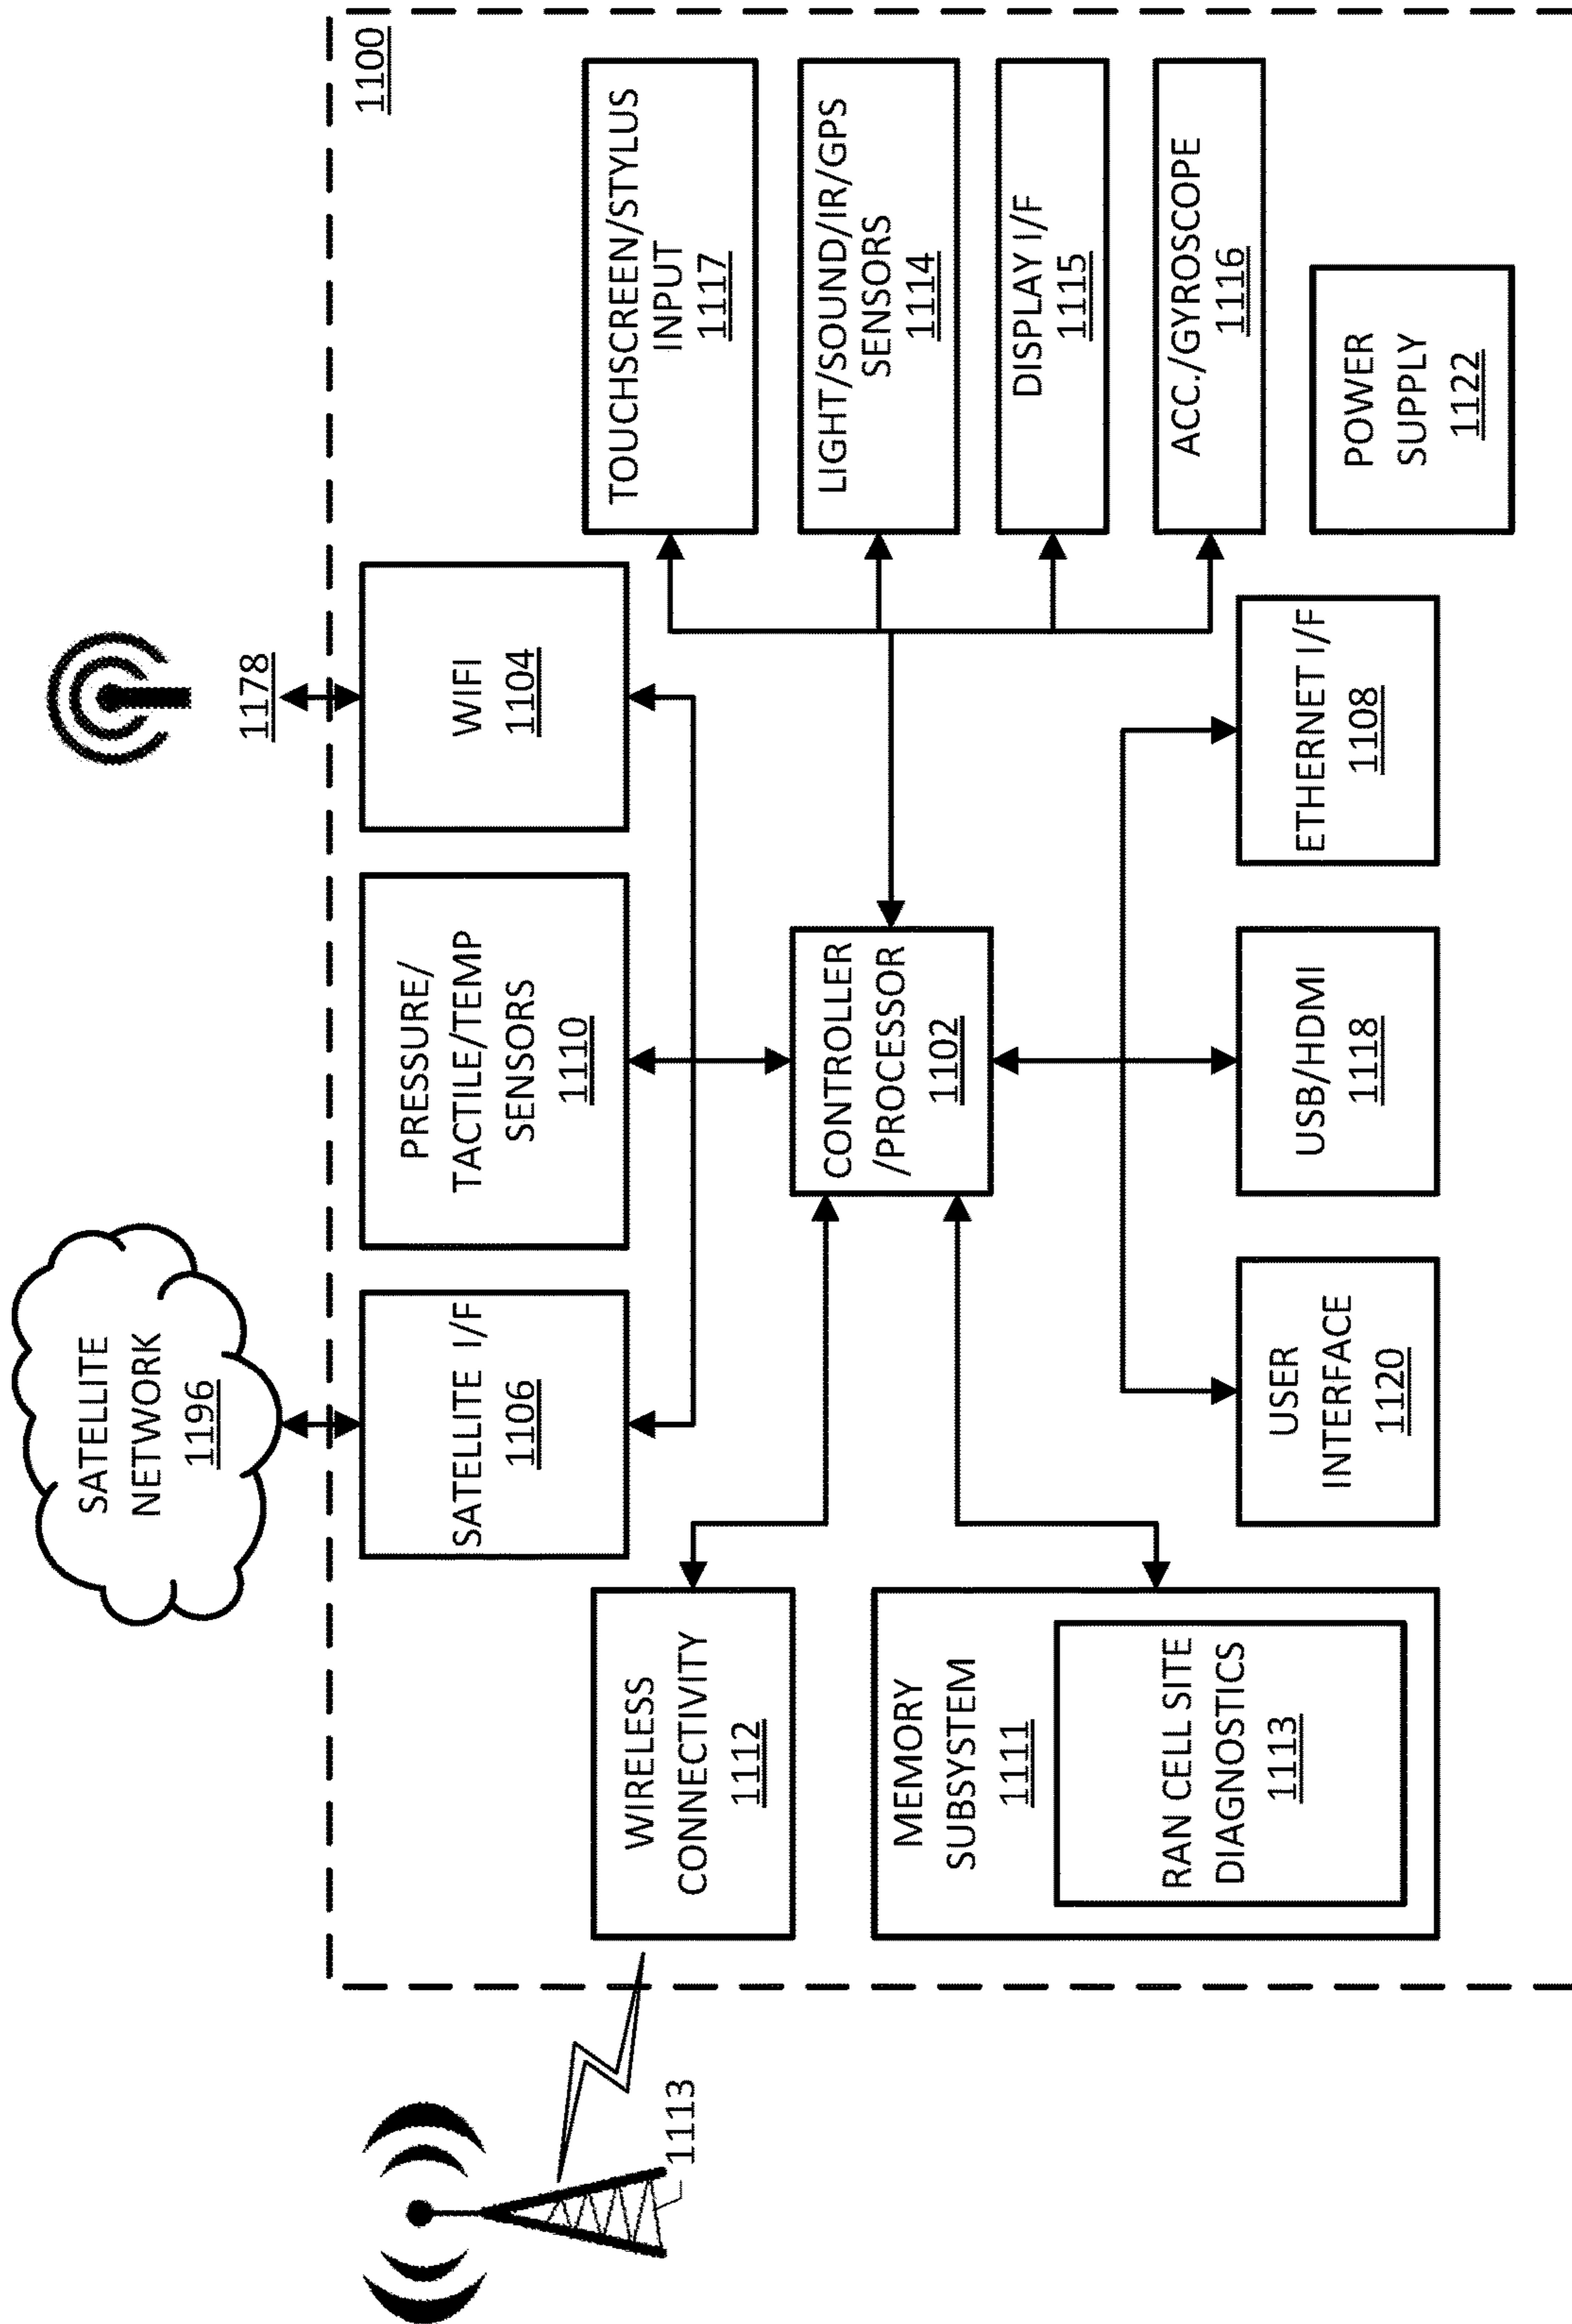 1100
SATELLITE
NETWORK
1196
1178
SATELLITE I/F
1106
PRESSURE/
TACTILE/TEMP
SENSORS
1110
WIFI
1104
1113
WIRELESS
CONNECTIVITY
1112
TOUCHSCREEN/STYLUS
INPUT
1117
LIGHT/SOUND/IR/GPS
SENSORS
1114
CONTROLLER
/PROCESSOR
1102
MEMORY
SUBSYSTEM
1111
RAN CELL SITE
DIAGNOSTICS
1113
DISPLAY I/F
1115
ACC./GYROSCOPE
1116
USER
INTERFACE
1120
USB/HDMI
1118
ETHERNET I/F
1108
POWER
SUPPLY
1122